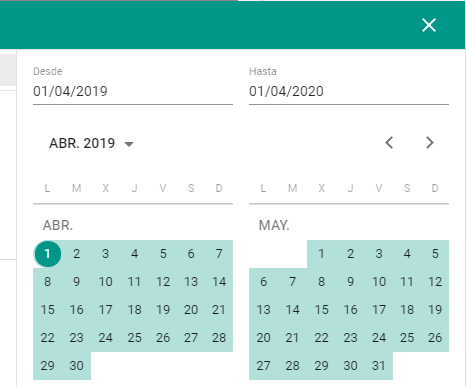 Desde Hasta
01/04/2019 01/04/2020
ABR. 2019
L M X J V S D L M X J V S D
ABR. MAY.
1 2 3 4 5 6 7 1 2 3 4 5
8 9 10 11 12 13 14 6 7 8 9 10 11 12
15 16 17 18 19 20 21 13 14 15 16 17 18 19
22 23 24 25 26 27 28 20 21 22 23 24 25 26
29 30 27 28 29 30 31